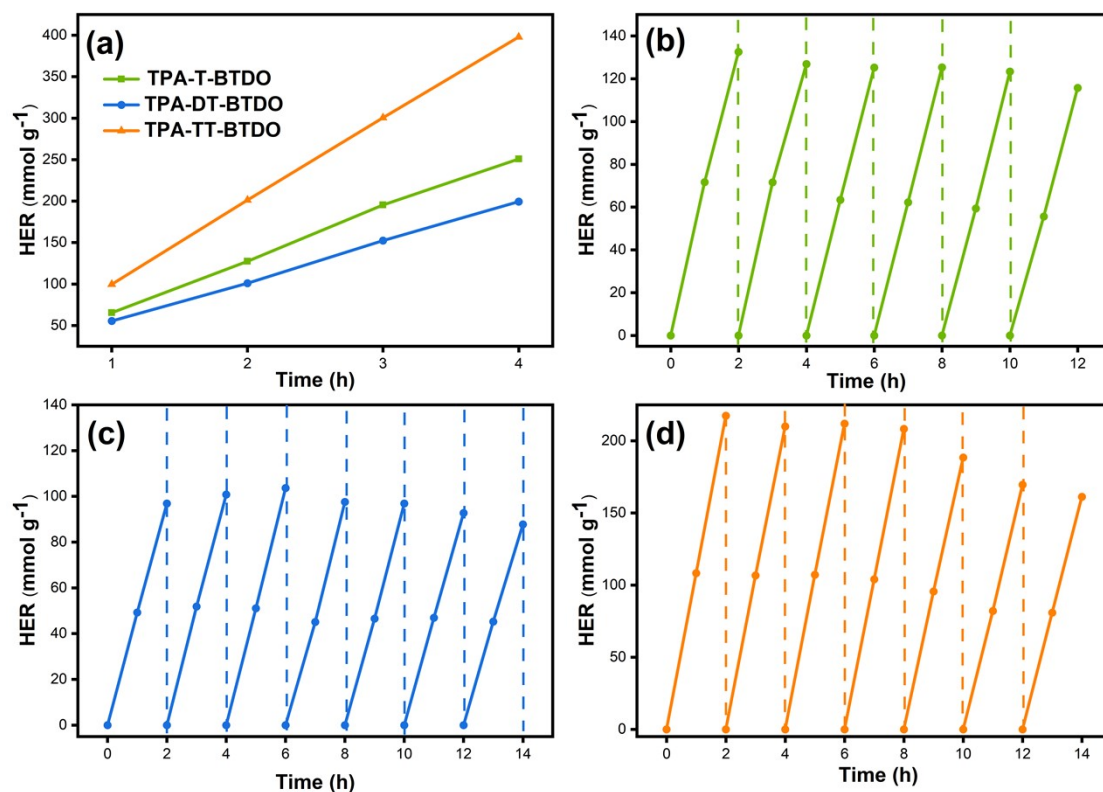 (a)
TPA-T-BTDO
TPA-DT-BTDO
TPA-TT-BTDO
HER (mmol g⁻¹)
400
350
300
250
200
150
100
50
1 2 3 4
Time (h)
(b)
HER (mmol g⁻¹)
140
120
100
80
60
40
20
0
0 2 4 6 8 10 12
Time (h)
(c)
HER (mmol g⁻¹)
140
120
100
80
60
40
20
0
0 2 4 6 8 10 12 14
Time (h)
(d)
HER (mmol g⁻¹)
200
150
100
50
0
0 2 4 6 8 10 12 14
Time (h)